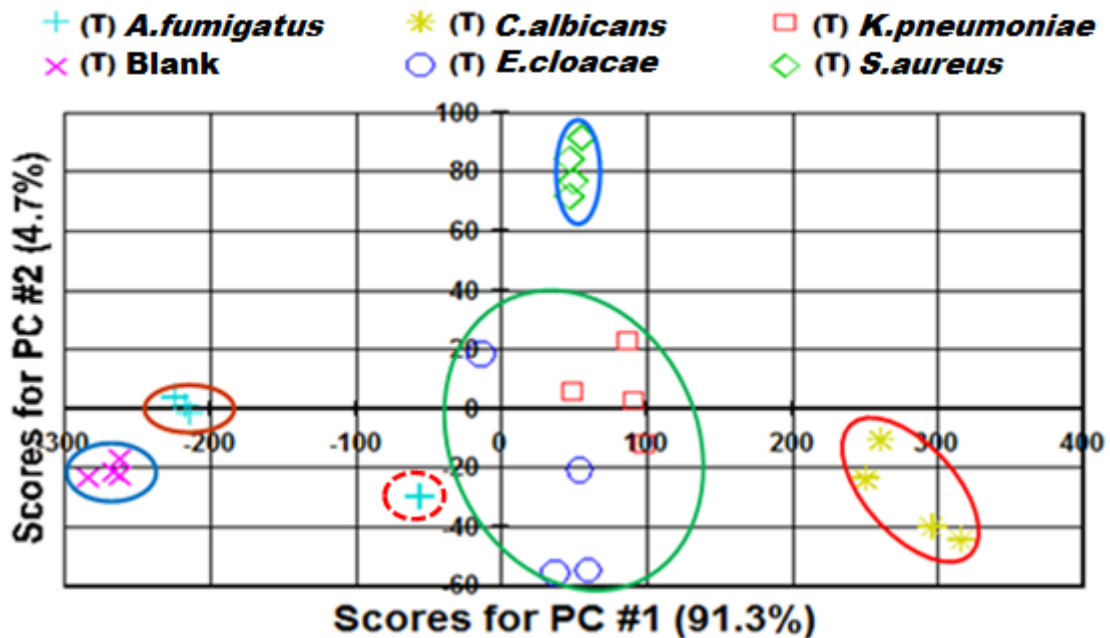 (T) A.fumigatus (T) C.albicans (T) K.pneumoniae
(T) Blank (T) E.cloacae (T) S.aureus
100
80
60
40
20
0
-300 -200 -100 0 100 200 300 400
-20
-40
-60
Scores for PC #2 (4.7%)
Scores for PC #1 (91.3%)